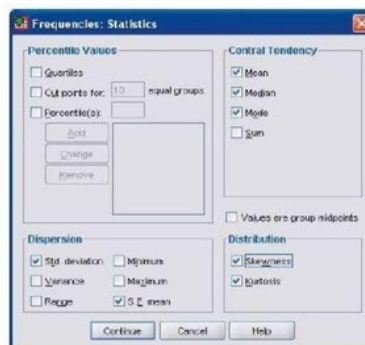 Frequencies: Statistics
Percentile Values
Quartiles
Cut points for: 10 equal groups
Percentile(s):
Add
Change
Remove
Central Tendency
Mean
Median
Mode
Sum
Values are group midpoints
Dispersion
Std. deviation Minimum
Variance Maximum
Range S.E. mean
Distribution
Skewness
Kurtosis
Continue Cancel Help